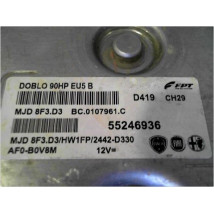 DOBLO 90HP EU5 B
FPT
D419 CH29
MJD 8F3.D3 BC.0107961.C
55246936
MJD 8F3.D3/HW1FP/2442-D330
AF0-B0V8M 12V=